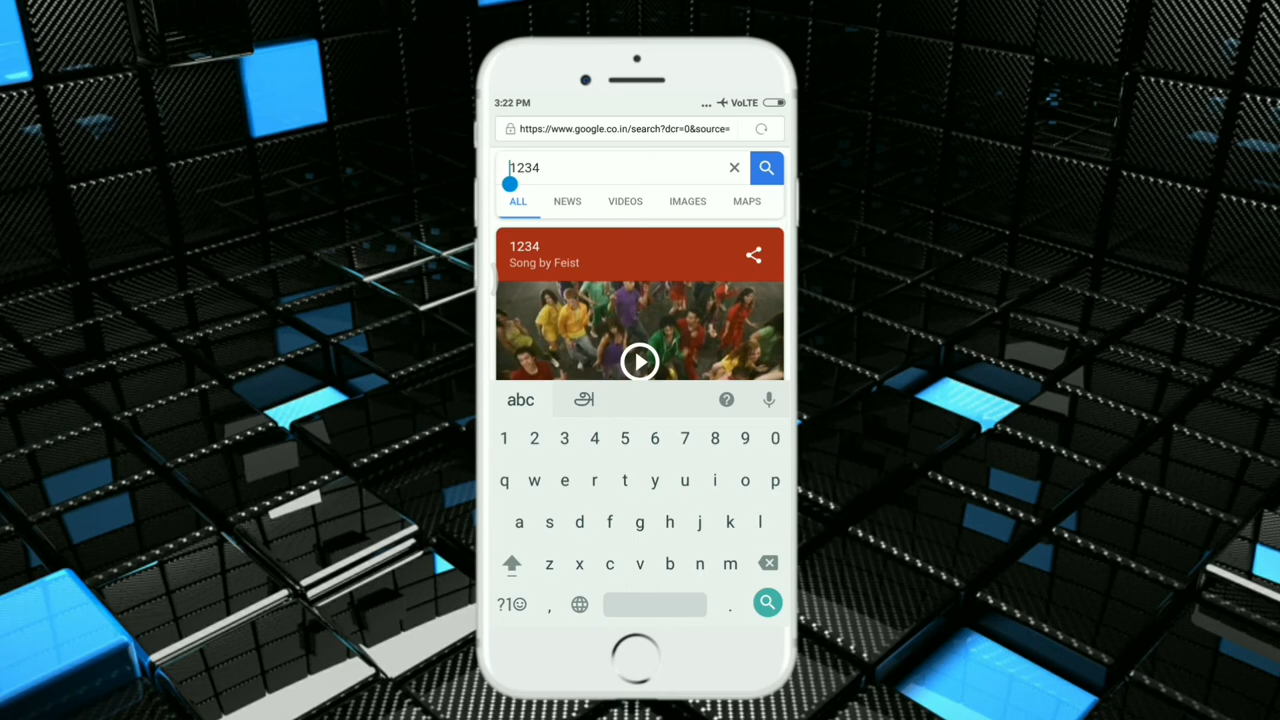 3:22 PM ... VoLTE
https://www.google.co.in/search?dcr=0&source=
1234
ALL NEWS VIDEOS IMAGES MAPS
1234
Song by Feist
abc அ
1 2 3 4 5 6 7 8 9 0
q w e r t y u i o p
a s d f g h j k l
z x c v b n m
?1☺ , .